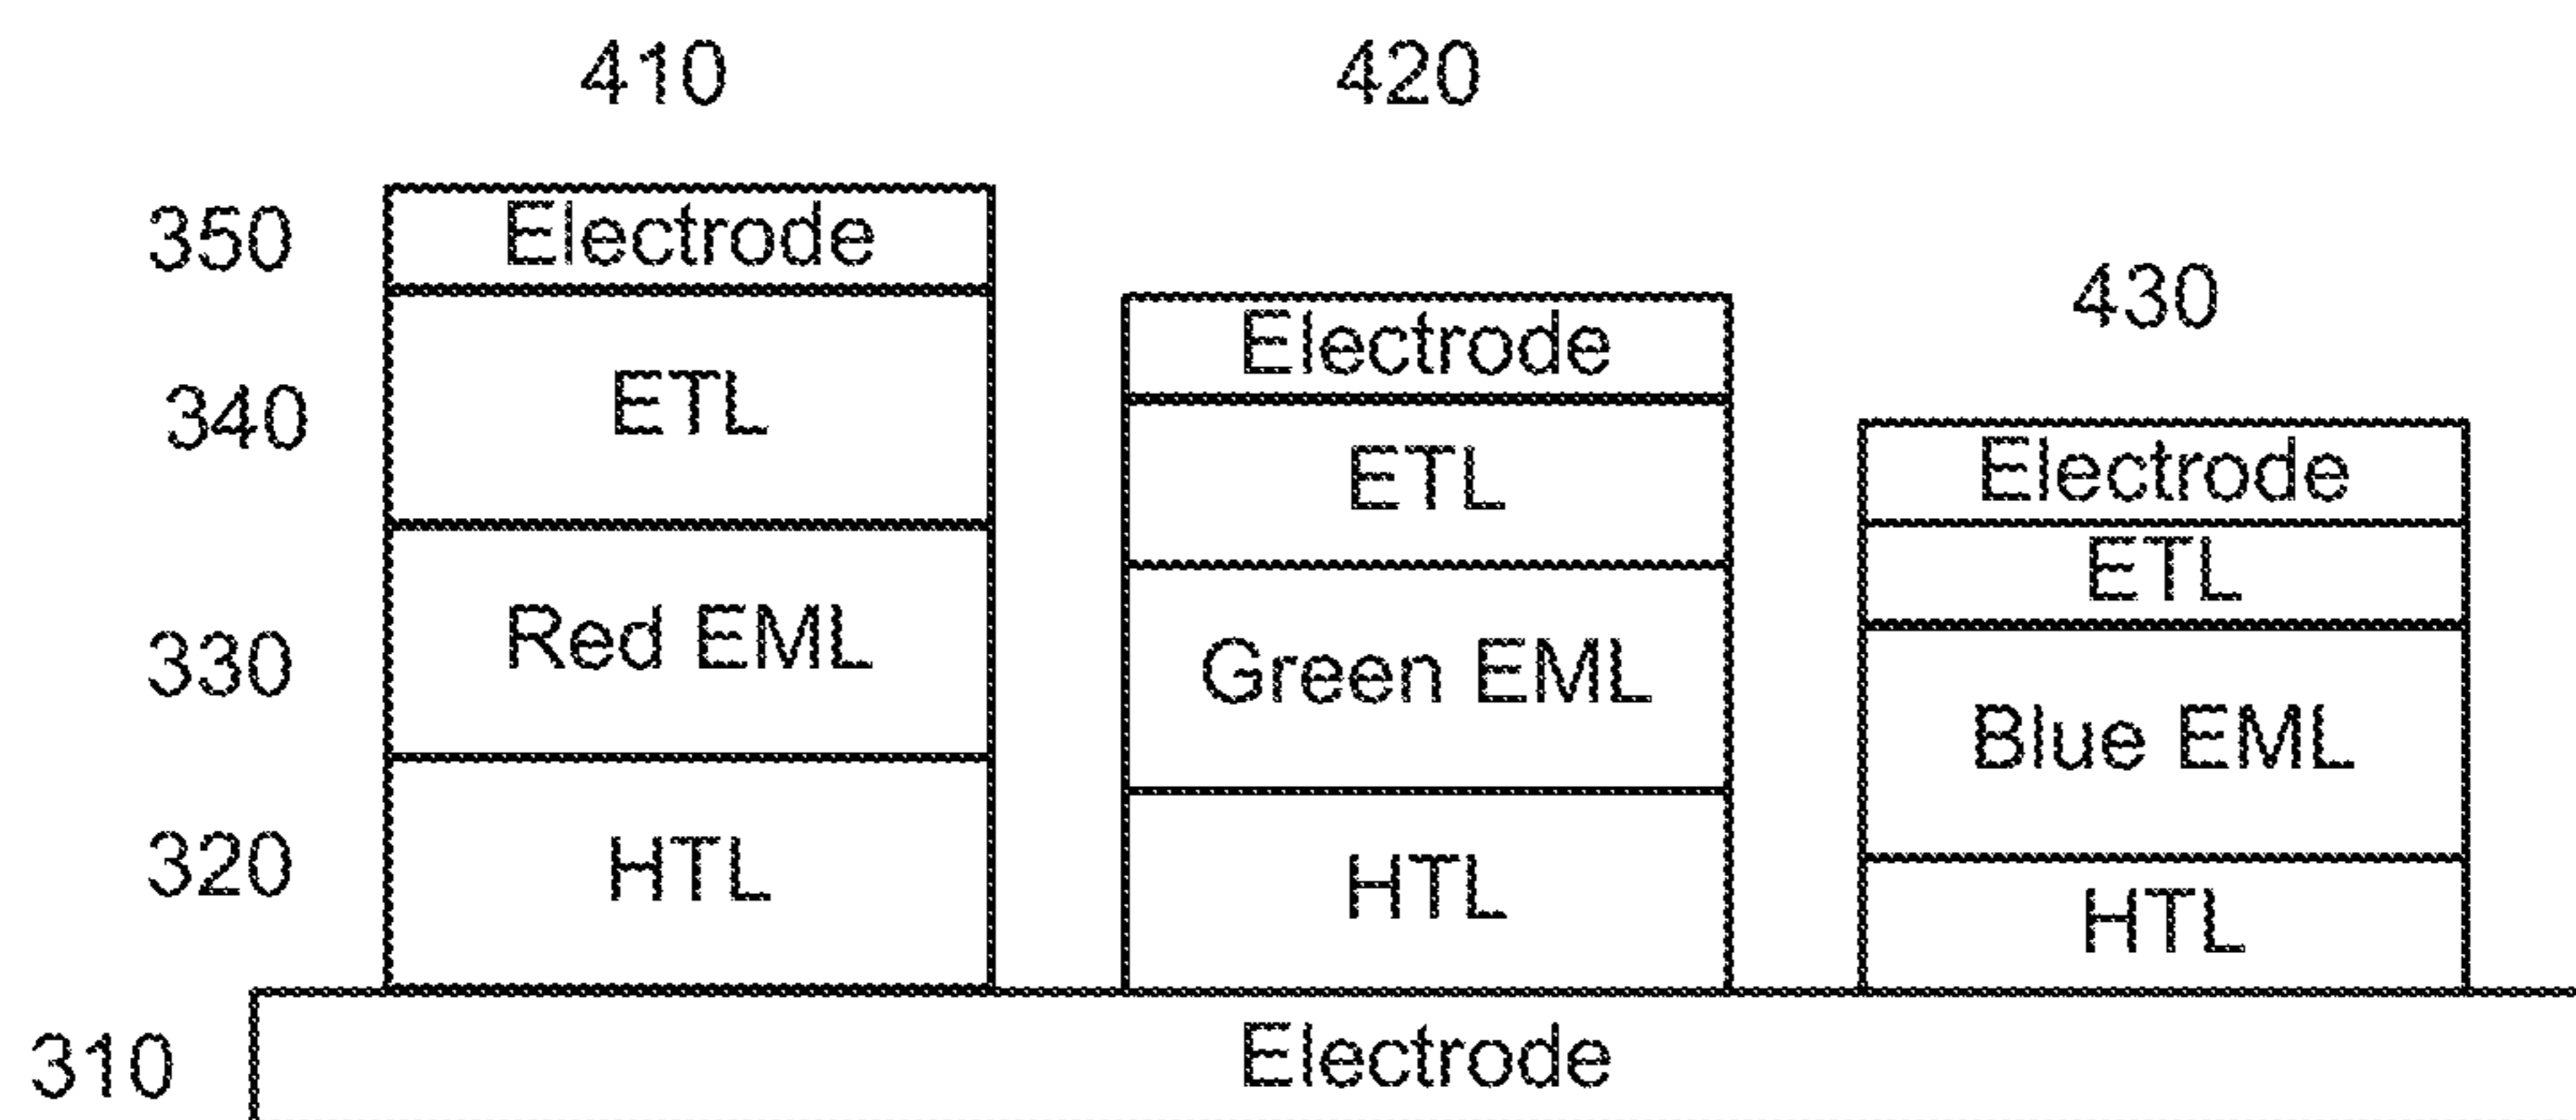 410
420
430
350
Electrode
Electrode
Electrode
340
ETL
ETL
ETL
330
Red EML
Green EML
Blue EML
320
HTL
HTL
HTL
310
Electrode